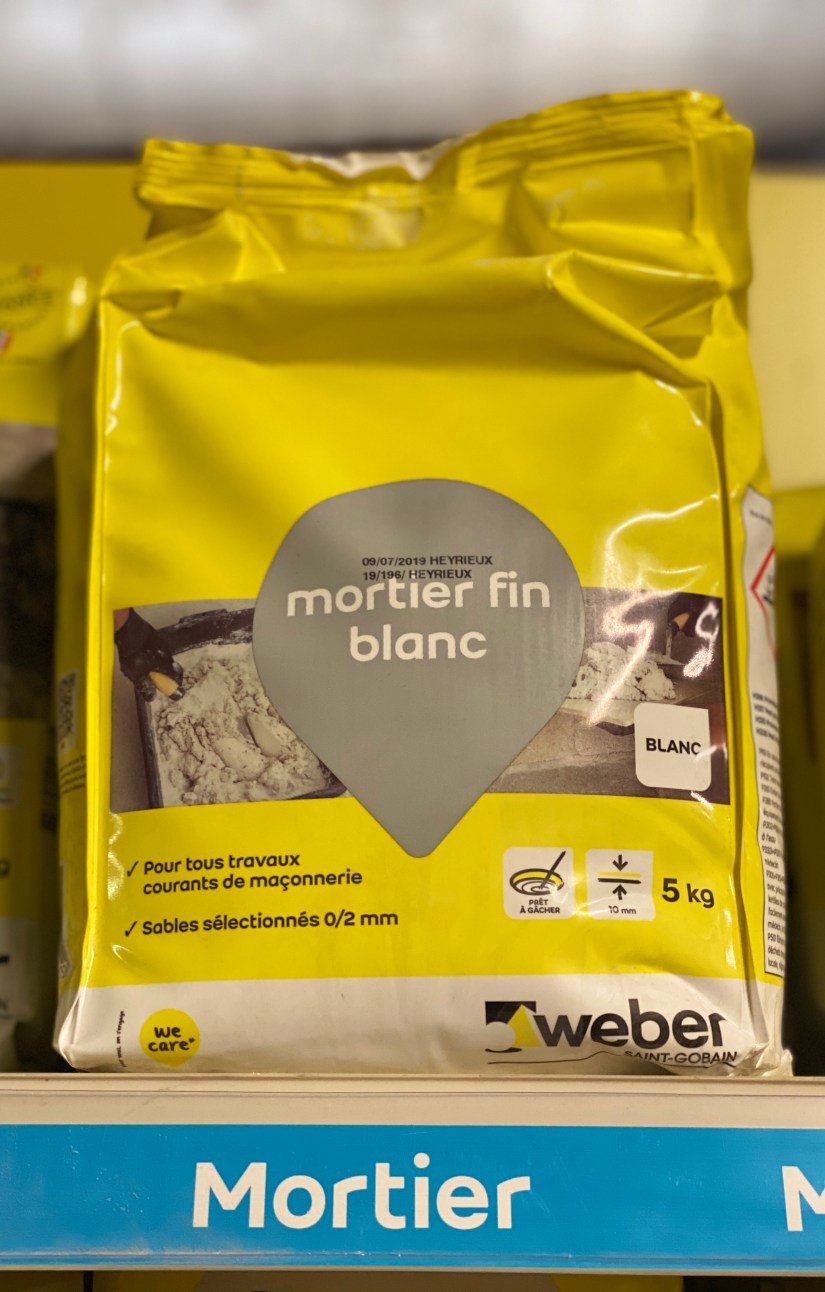 09/07/2019 HEYRIEUX
19/196/ HEYRIEUX
mortier fin
blanc
BLANC
✓ Pour tous travaux
courants de maçonnerie
✓ Sables sélectionnés 0/2 mm
PRÊT
À GÂCHER
10 mm
5 kg
we
care*
weber
SAINT-GOBAIN
Mortier
M